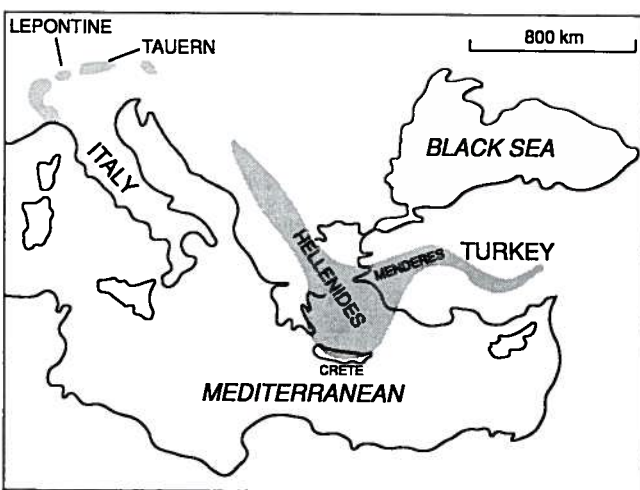 LEPONTINE
TAUERN
800 km
ITALY
BLACK SEA
HELLENIDES
MENDERES
TURKEY
CRETE
MEDITERRANEAN